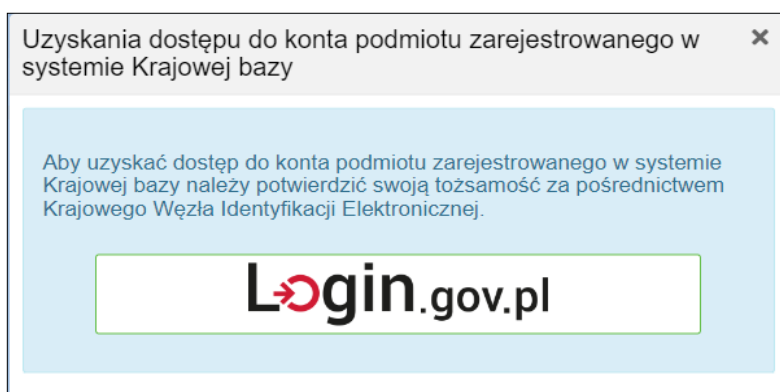 Uzyskania dostępu do konta podmiotu zarejestrowanego w
systemie Krajowej bazy
Aby uzyskać dostęp do konta podmiotu zarejestrowanego w systemie
Krajowej bazy należy potwierdzić swoją tożsamość za pośrednictwem
Krajowego Węzła Identyfikacji Elektronicznej.
Login.gov.pl